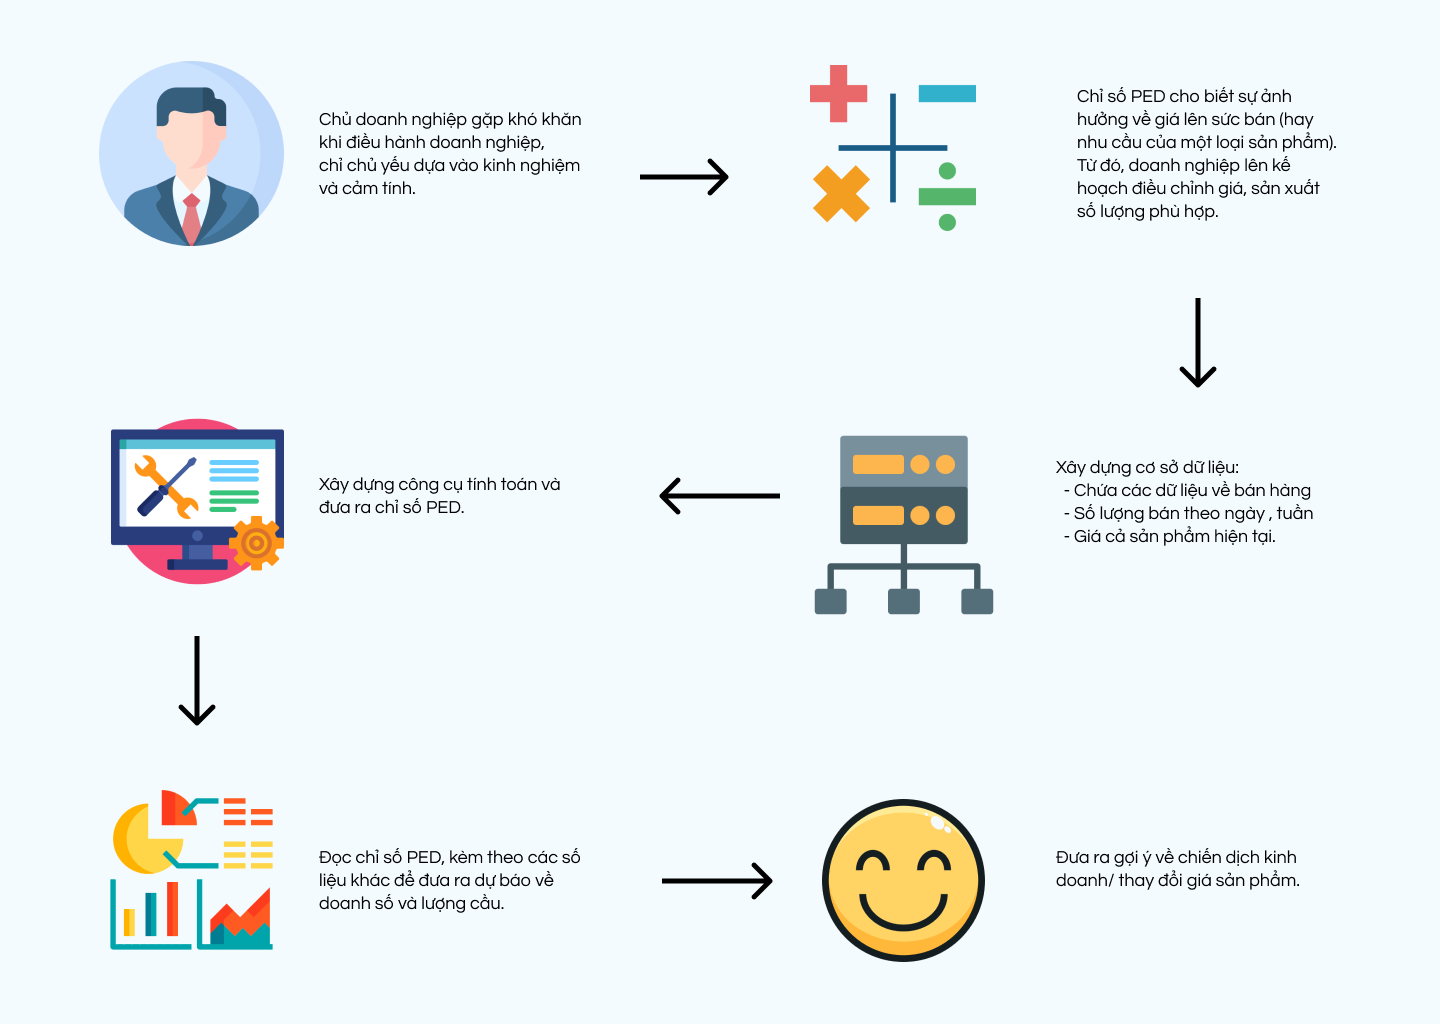 Chủ doanh nghiệp gặp khó khăn
khi điều hành doanh nghiệp,
chỉ chủ yếu dựa vào kinh nghiệm
và cảm tính.
Chỉ số PED cho biết sự ảnh
hưởng về giá lên sức bán (hay
nhu cầu của một loại sản phẩm).
Từ đó, doanh nghiệp lên kế
hoạch điều chỉnh giá, sản xuất
số lượng phù hợp.
Xây dựng cơ sở dữ liệu:
- Chứa các dữ liệu về bán hàng
- Số lượng bán theo ngày , tuần
- Giá cả sản phẩm hiện tại.
Xây dựng công cụ tính toán và
đưa ra chỉ số PED.
Đọc chỉ số PED, kèm theo các số
liệu khác để đưa ra dự báo về
doanh số và lượng cầu.
Đưa ra gợi ý về chiến dịch kinh
doanh/ thay đổi giá sản phẩm.